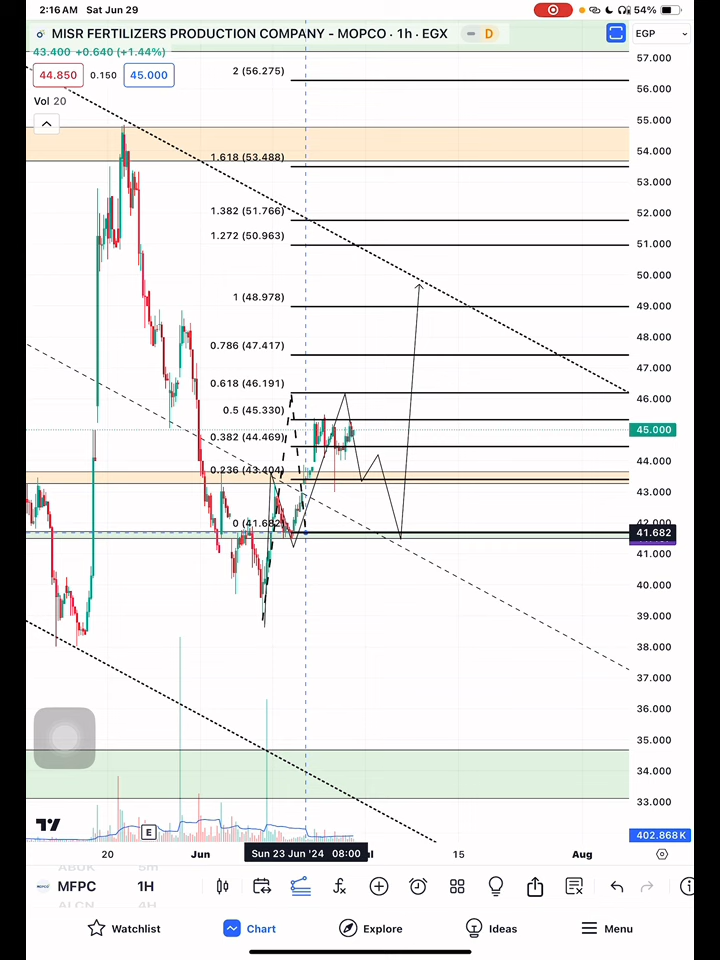 2:16 AM Sat Jun 29
54%
MISR FERTILIZERS PRODUCTION COMPANY - MOPCO · 1h · EGX
D
EGP
43.400 +0.640 (+1.44%)
44.850 0.150 45.000
Vol 20
2 (56.275)
1.618 (53.488)
1.382 (51.766)
1.272 (50.963)
1 (48.978)
0.786 (47.417)
0.618 (46.191)
0.5 (45.330)
0.382 (44.469)
0.236 (43.404)
0 (41.682)
57.000
56.000
55.000
54.000
53.000
52.000
51.000
50.000
49.000
48.000
47.000
46.000
45.000
44.000
43.000
42.000
41.682
41.000
40.000
39.000
38.000
37.000
36.000
35.000
34.000
33.000
402.868K
E
20 Jun Sun 23 Jun '24 08:00 15 Aug
ABUK 5m
MFPC 1H
ALCN 4H
Watchlist Chart Explore Ideas Menu